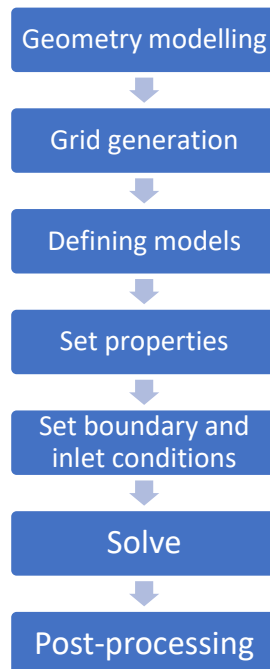 Geometry modelling
Grid generation
Defining models
Set properties
Set boundary and
inlet conditions
Solve
Post-processing